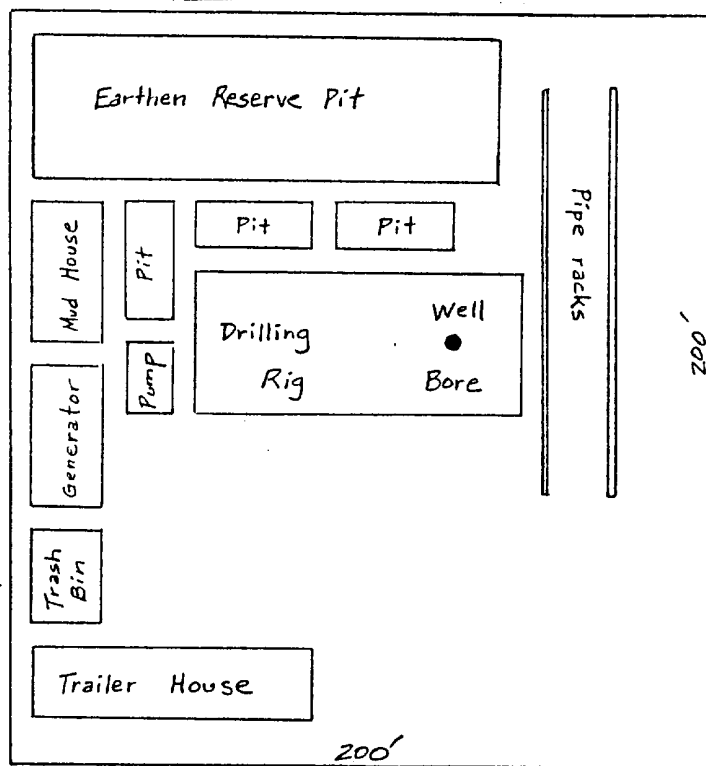 Earthen Reserve Pit
Mud House
Pit
Pit
Pit
Pipe racks
Drilling
Rig
Well
Bore
200'
Pump
Generator
Trash
Bin
Trailer House
200'